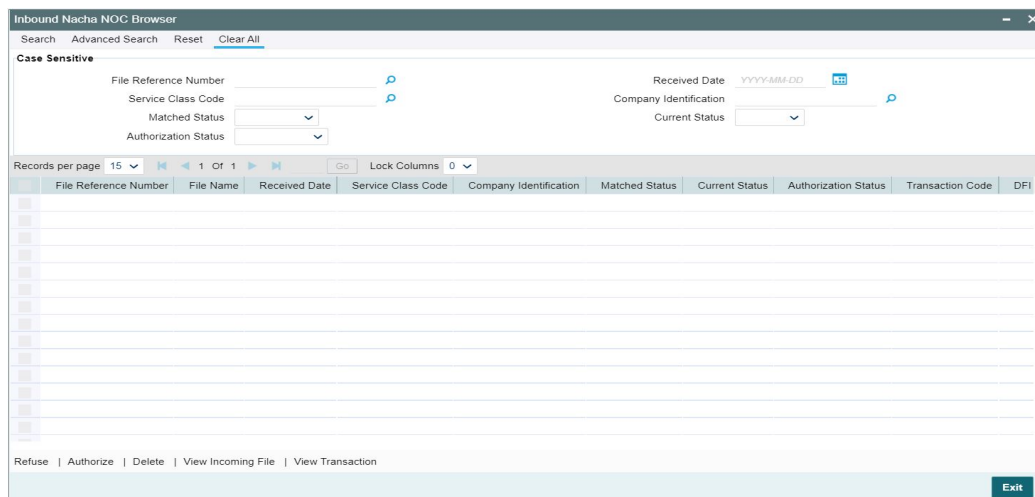 Inbound Nacha NOC Browser
Search Advanced Search Reset Clear All
Case Sensitive
File Reference Number Received Date YYYY-MM-DD
Service Class Code Company Identification
Matched Status Current Status
Authorization Status
Records per page 15 1 Of 1 Go Lock Columns 0
File Reference Number File Name Received Date Service Class Code Company Identification Matched Status Current Status Authorization Status Transaction Code DFI
Refuse | Authorize | Delete | View Incoming File | View Transaction
Exit